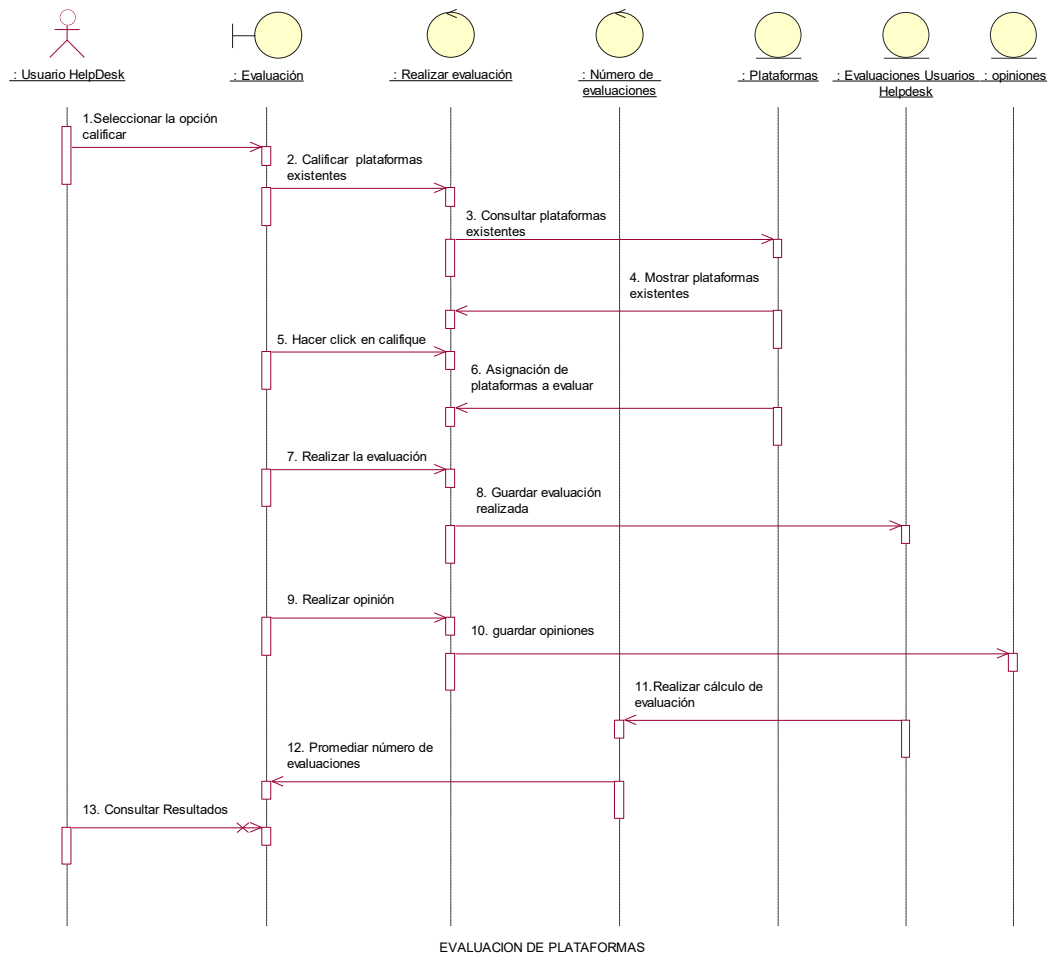 : Usuario HelpDesk
: Evaluación
: Realizar evaluación
: Número de
evaluaciones
: Plataformas
: Evaluaciones Usuarios
Helpdesk
: opiniones
1.Seleccionar la opción
calificar
2. Calificar plataformas
existentes
3. Consultar plataformas
existentes
4. Mostrar plataformas
existentes
5. Hacer click en califique
6. Asignación de
plataformas a evaluar
7. Realizar la evaluación
8. Guardar evaluación
realizada
9. Realizar opinión
10. guardar opiniones
11.Realizar cálculo de
evaluación
12. Promediar número de
evaluaciones
13. Consultar Resultados
EVALUACION DE PLATAFORMAS